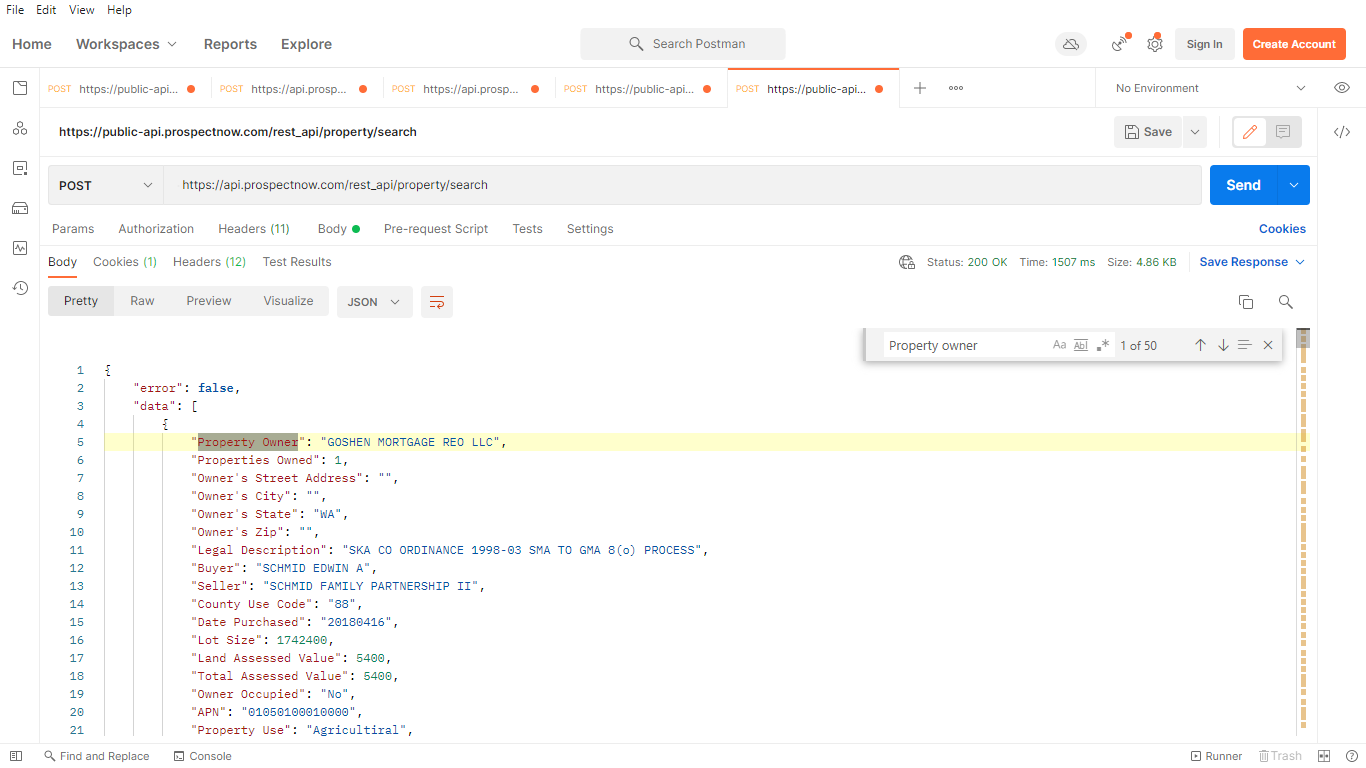 File Edit View Help
Home Workspaces Reports Explore Search Postman Sign In Create Account
POST https://public-api... POST https://api.prosp... POST https://api.prosp... POST https://public-api... POST https://public-api... No Environment
https://public-api.prospectnow.com/rest_api/property/search Save
POST https://api.prospectnow.com/rest_api/property/search Send
Params Authorization Headers (11) Body Pre-request Script Tests Settings Cookies
Body Cookies (1) Headers (12) Test Results Status: 200 OK Time: 1507 ms Size: 4.86 KB Save Response
Pretty Raw Preview Visualize JSON
Property owner Aa Abl .* 1 of 50
1 {
2 "error": false,
3 "data": [
4 {
5 "Property Owner": "GOSHEN MORTGAGE REO LLC",
6 "Properties Owned": 1,
7 "Owner's Street Address": "",
8 "Owner's City": "",
9 "Owner's State": "WA",
10 "Owner's Zip": "",
11 "Legal Description": "SKA CO ORDINANCE 1998-03 SMA TO GMA 8(o) PROCESS",
12 "Buyer": "SCHMID EDWIN A",
13 "Seller": "SCHMID FAMILY PARTNERSHIP II",
14 "County Use Code": "88",
15 "Date Purchased": "20180416",
16 "Lot Size": 1742400,
17 "Land Assessed Value": 5400,
18 "Total Assessed Value": 5400,
19 "Owner Occupied": "No",
20 "APN": "01050100010000",
21 "Property Use": "Agricultiral",
Find and Replace Console Runner Trash